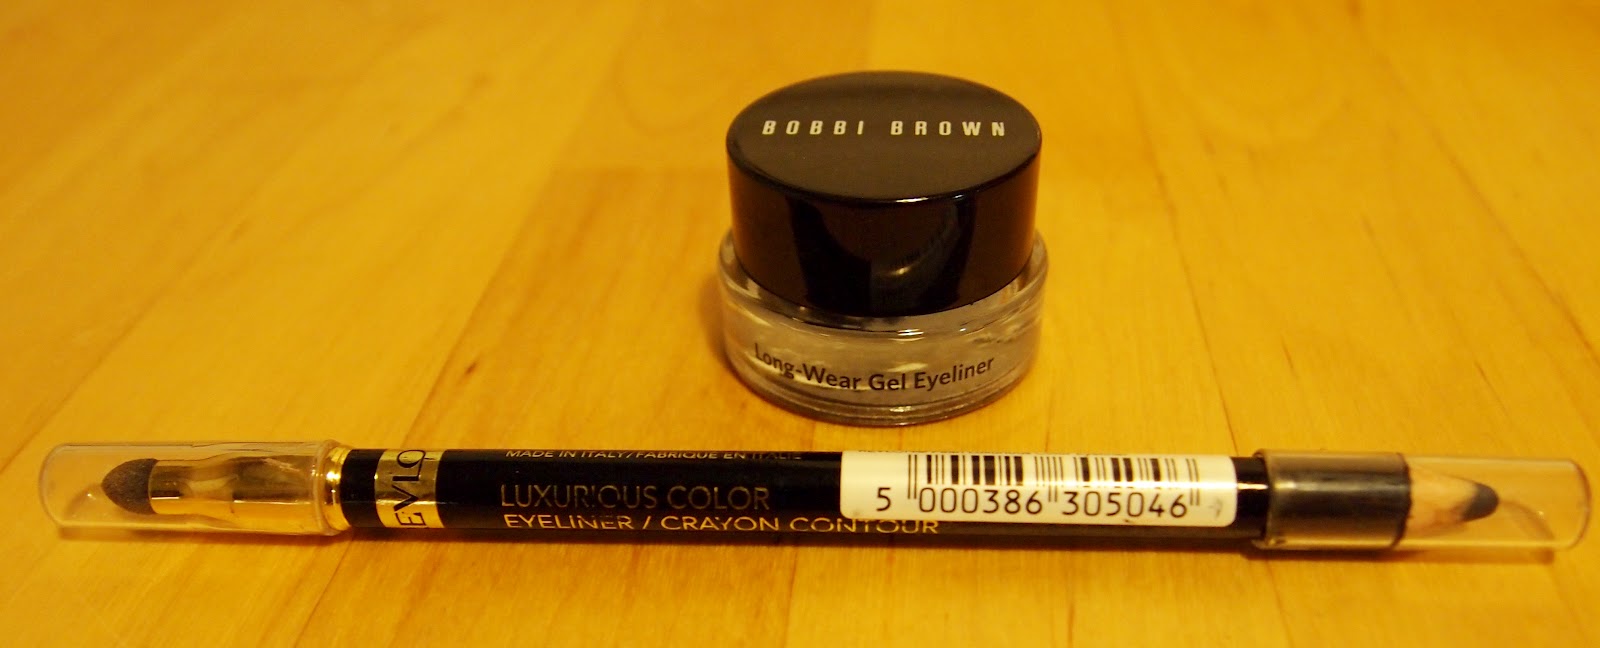 BOBBI BROWN
Long-Wear Gel Eyeliner
EVLO
MADE IN ITALY/FABRIQUE EN ITALIE
LUXURIOUS COLOR
EYELINER / CRAYON CONTOUR
5 000386 305046